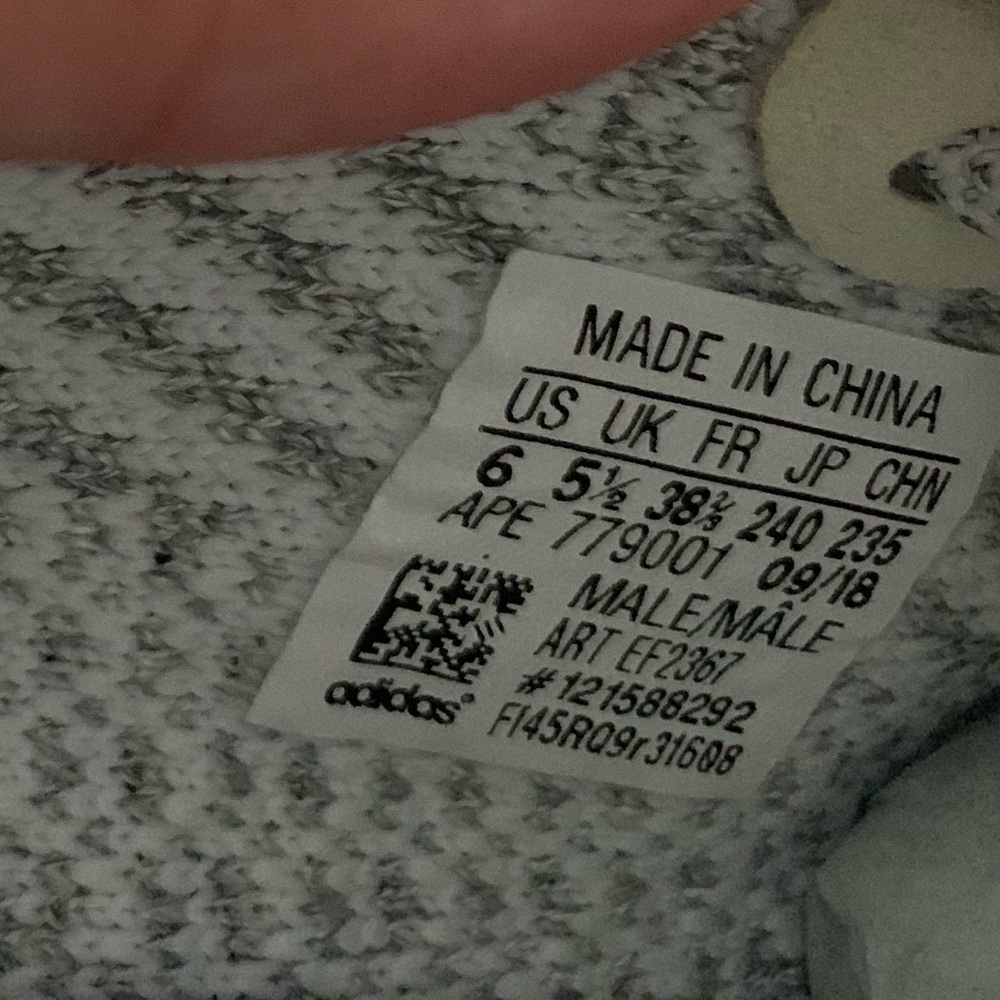 MADE IN CHINA
US UK FR JP CHN
6 5½ 38⅔ 240 235
APE 779001 09/18
MALE/MÂLE
ART EF2367
#121588292
FI45RQ9r31608
adidas